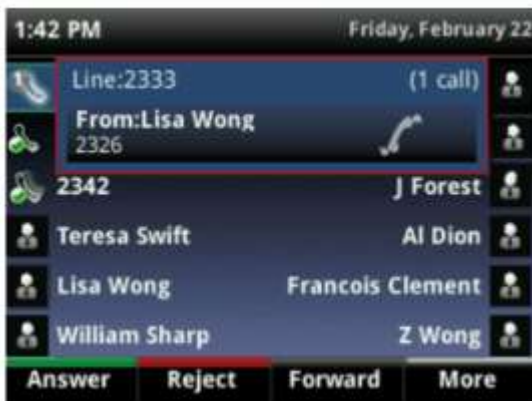 1:42 PM Friday, February 22
1 Line:2333 (1 call)
From:Lisa Wong
2326
2342 J Forest
Teresa Swift Al Dion
Lisa Wong Francois Clement
William Sharp Z Wong
Answer Reject Forward More